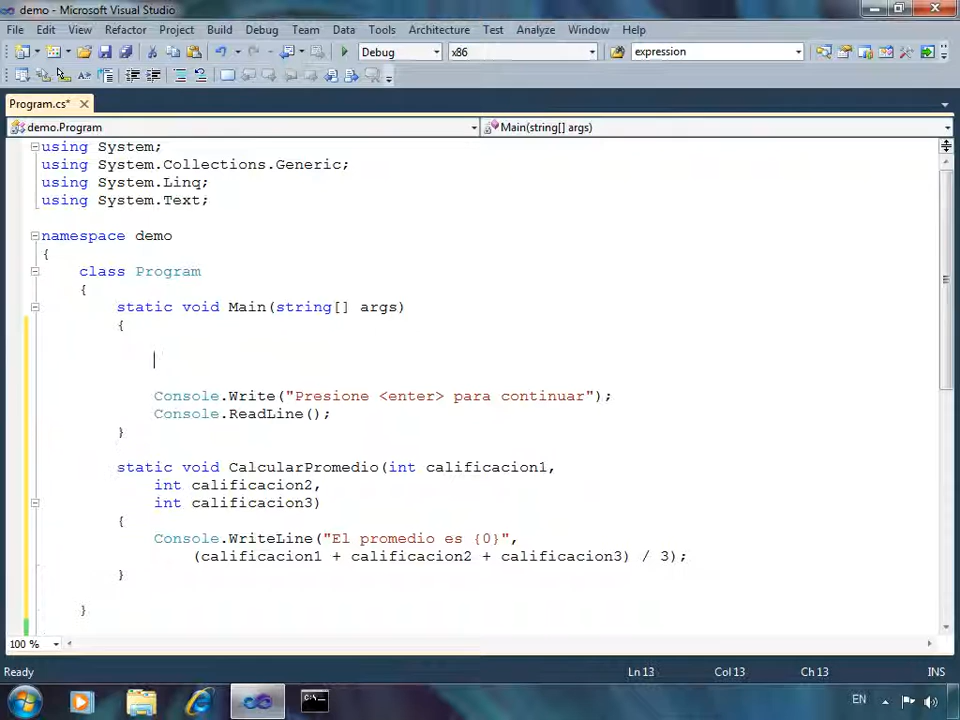 demo - Microsoft Visual Studio
File Edit View Refactor Project Build Debug Team Data Tools Architecture Test Analyze Window Help
Debug x86 expression
Program.cs*
demo.Program Main(string[] args)
using System;
using System.Collections.Generic;
using System.Linq;
using System.Text;
namespace demo
{
class Program
{
static void Main(string[] args)
{
Console.Write("Presione <enter> para continuar");
Console.ReadLine();
}
static void CalcularPromedio(int calificacion1,
int calificacion2,
int calificacion3)
{
Console.WriteLine("El promedio es {0}",
(calificacion1 + calificacion2 + calificacion3) / 3);
}
}
100 %
Ready Ln 13 Col 13 Ch 13 INS
EN